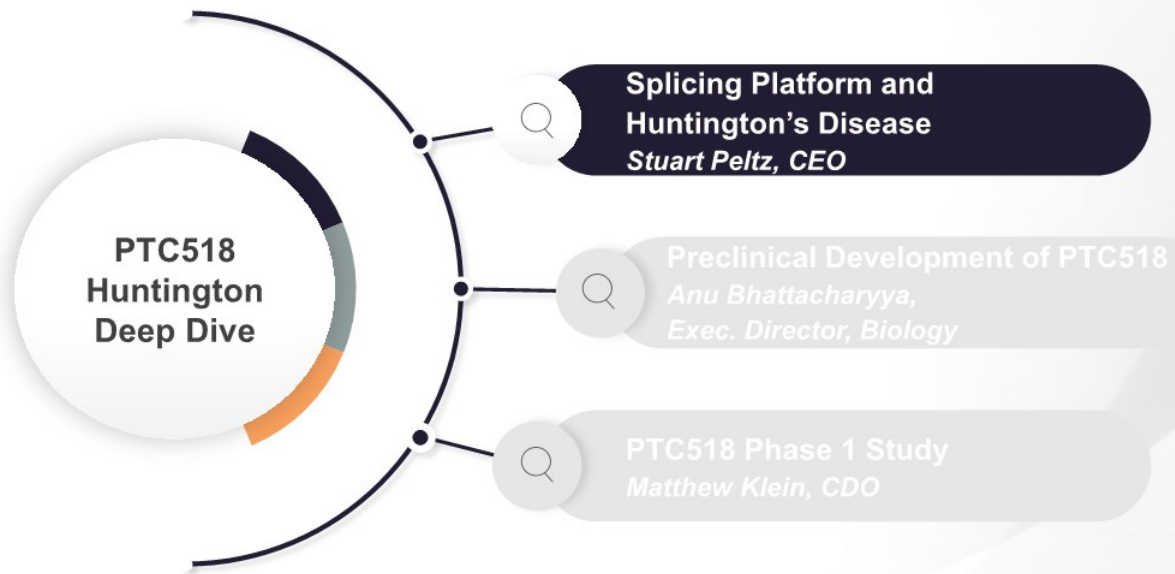 PTC518
Huntington
Deep Dive
Splicing Platform and
Huntington’s Disease
Stuart Peltz, CEO
Preclinical Development of PTC518
Anu Bhattacharyya,
Exec. Director, Biology
PTC518 Phase 1 Study
Matthew Klein, CDO